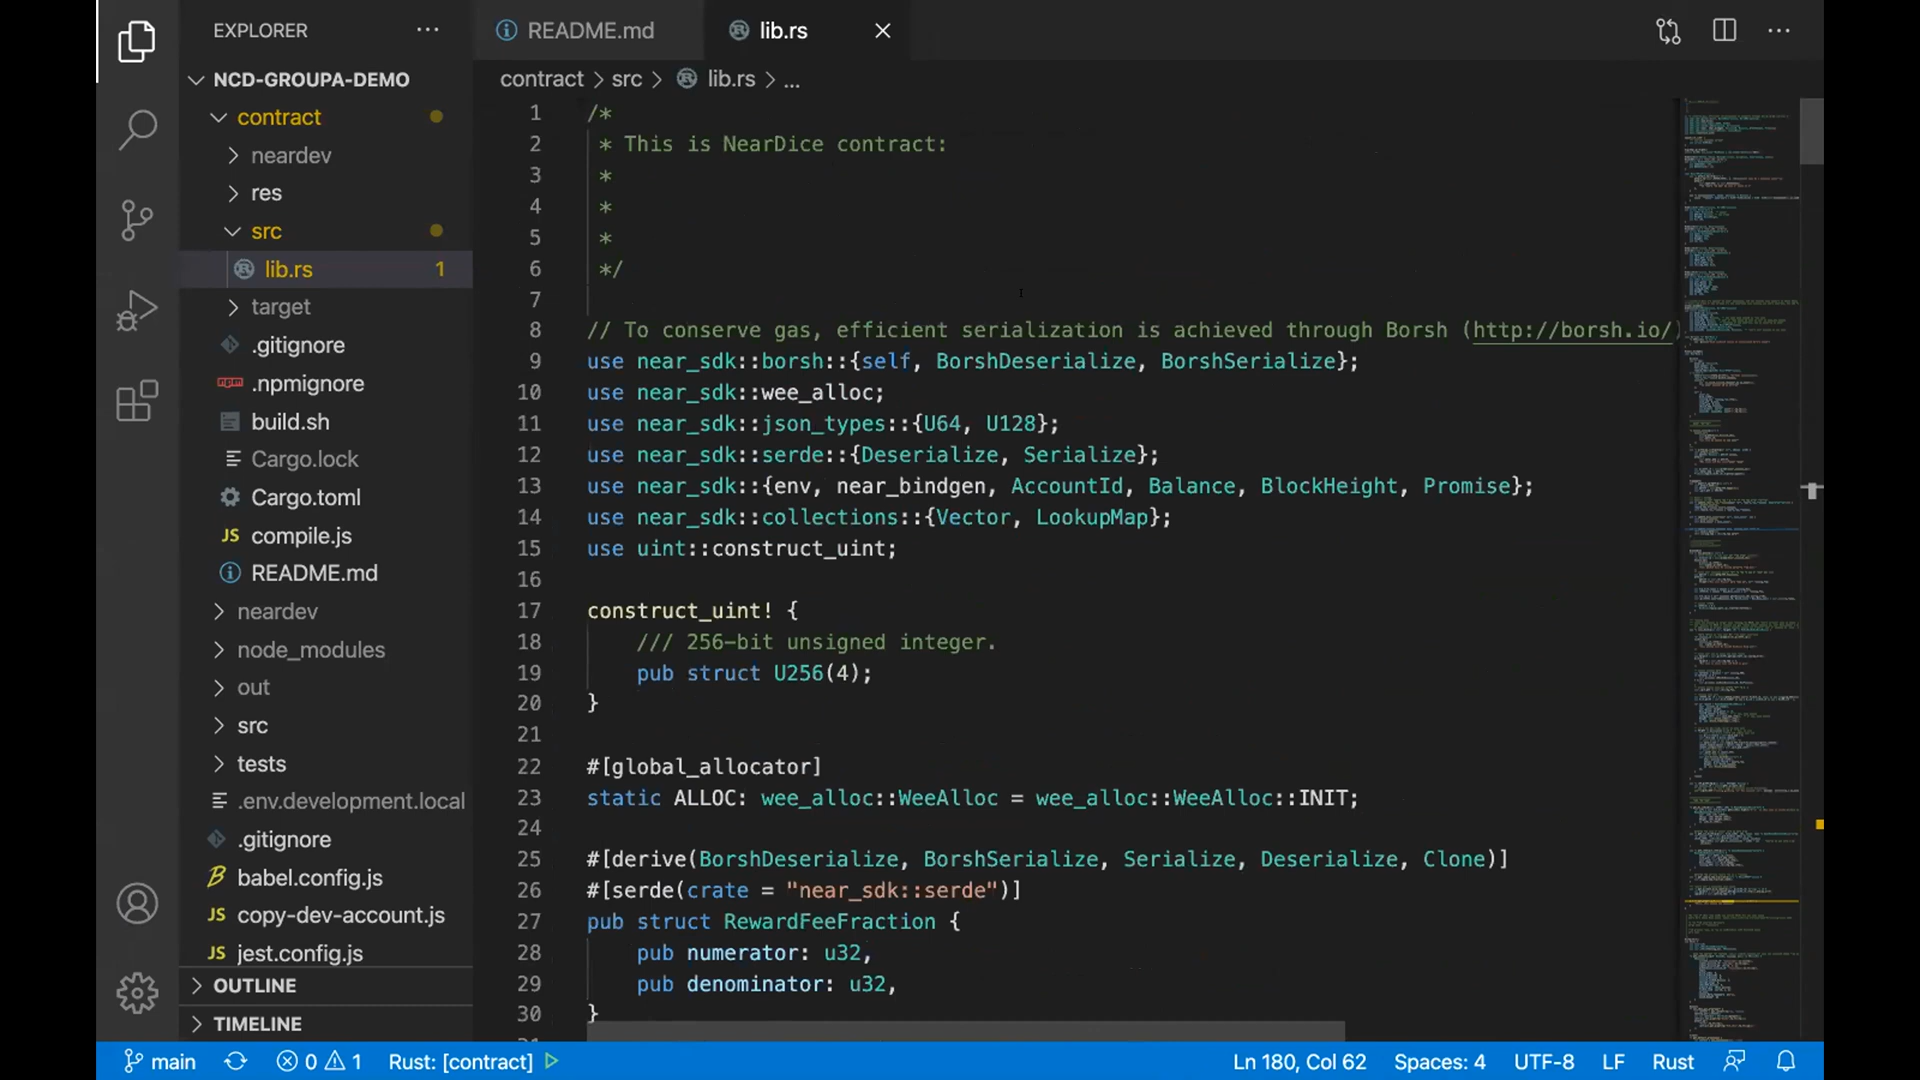 EXPLORER
NCD-GROUPA-DEMO
contract
neardev
res
src
lib.rs 1
target
.gitignore
.npmignore
build.sh
Cargo.lock
Cargo.toml
JS compile.js
README.md
neardev
node_modules
out
src
tests
.env.development.local
.gitignore
babel.config.js
JS copy-dev-account.js
JS jest.config.js
OUTLINE
TIMELINE
README.md
lib.rs
contract > src > lib.rs > ...
1 /*
2 * This is NearDice contract:
3 *
4 *
5 *
6 */
7
8 // To conserve gas, efficient serialization is achieved through Borsh (http://borsh.io/)
9 use near_sdk::borsh::{self, BorshDeserialize, BorshSerialize};
10 use near_sdk::wee_alloc;
11 use near_sdk::json_types::{U64, U128};
12 use near_sdk::serde::{Deserialize, Serialize};
13 use near_sdk::{env, near_bindgen, AccountId, Balance, BlockHeight, Promise};
14 use near_sdk::collections::{Vector, LookupMap};
15 use uint::construct_uint;
16
17 construct_uint! {
18 /// 256-bit unsigned integer.
19 pub struct U256(4);
20 }
21
22 #[global_allocator]
23 static ALLOC: wee_alloc::WeeAlloc = wee_alloc::WeeAlloc::INIT;
24
25 #[derive(BorshDeserialize, BorshSerialize, Serialize, Deserialize, Clone)]
26 #[serde(crate = "near_sdk::serde")]
27 pub struct RewardFeeFraction {
28 pub numerator: u32,
29 pub denominator: u32,
30 }
main 0 1 Rust: [contract] Ln 180, Col 62 Spaces: 4 UTF-8 LF Rust